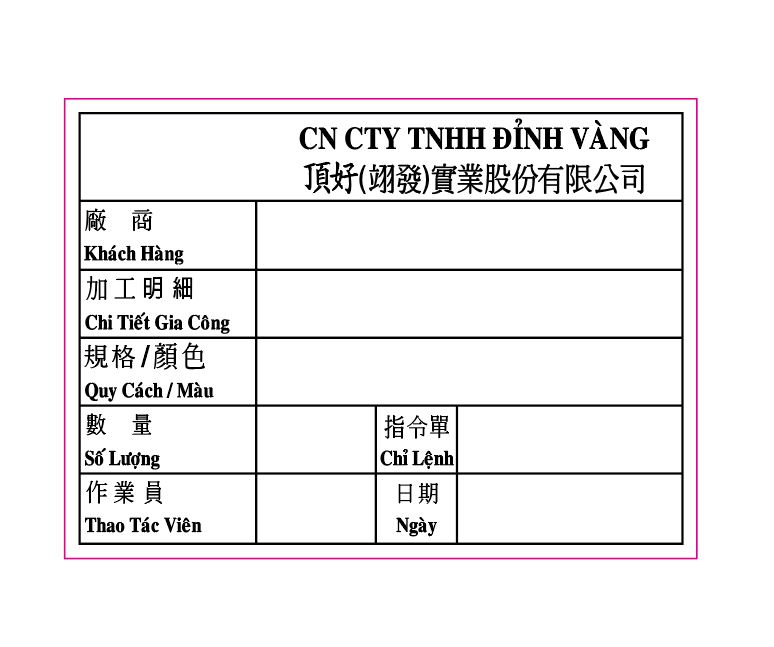 CN CTY TNHH ĐỈNH VÀNG
頂好(翊發)實業股份有限公司
廠 商
Khách Hàng
加工明細
Chi Tiết Gia Công
規格/顏色
Quy Cách / Màu
數 量
Số Lượng
指令單
Chỉ Lệnh
作業員
Thao Tác Viên
日期
Ngày